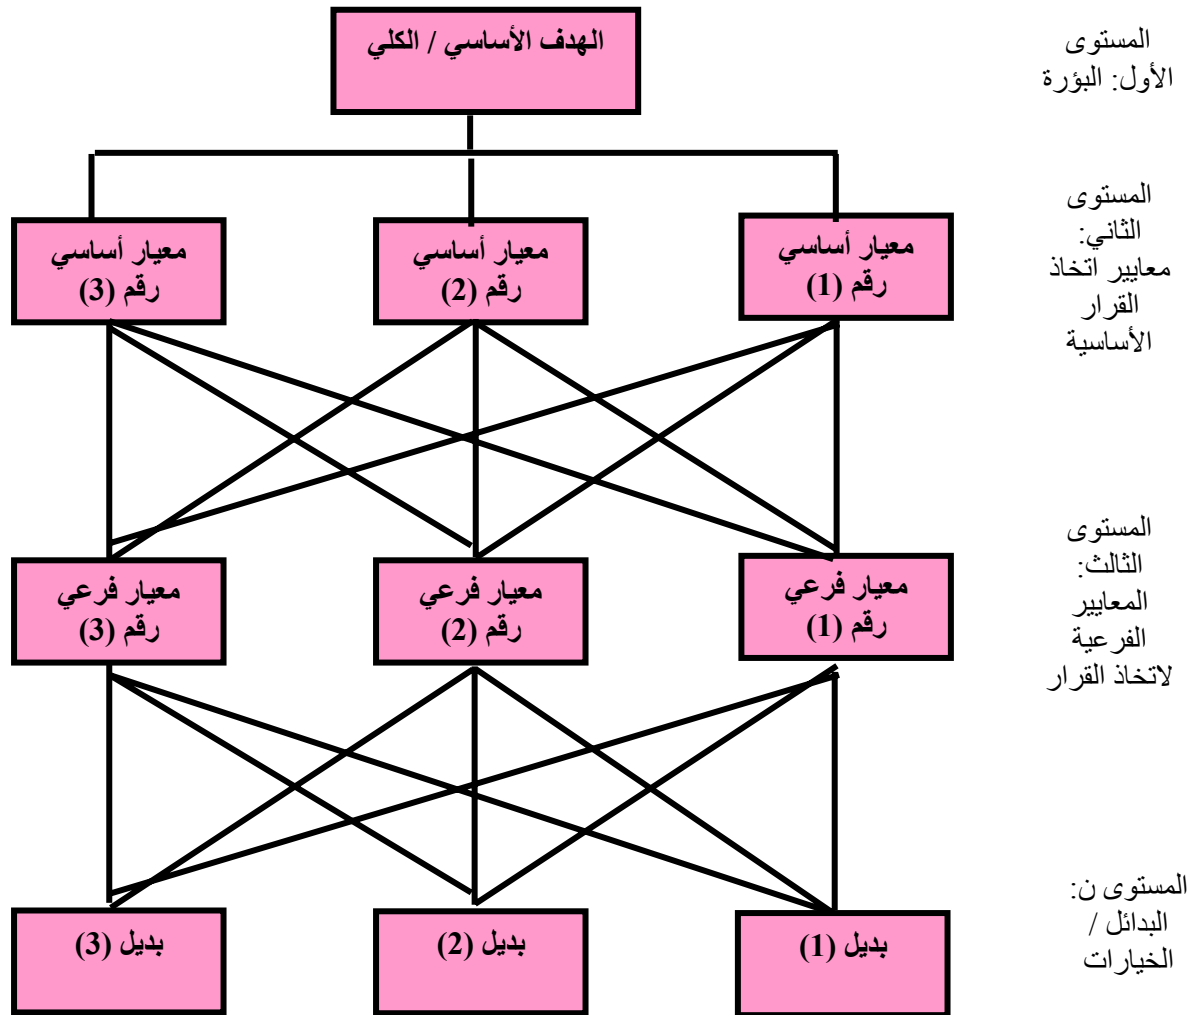 الهدف الأساسي / الكلي
المستوى
الأول: البؤرة
المستوى
الثاني:
معايير اتخاذ
القرار
الأساسية
معيار أساسي
رقم (1)
معيار أساسي
رقم (2)
معيار أساسي
رقم (3)
المستوى
الثالث:
المعايير
الفرعية
لاتخاذ القرار
معيار فرعي
رقم (1)
معيار فرعي
رقم (2)
معيار فرعي
رقم (3)
المستوى ن:
البدائل /
الخيارات
بديل (1)
بديل (2)
بديل (3)